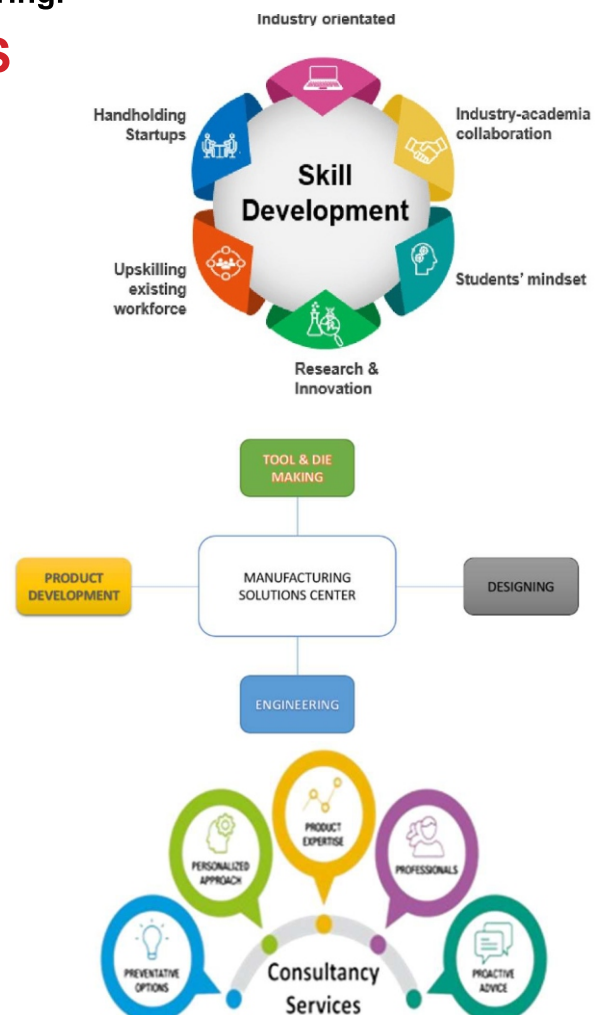 ring.
S
Industry orientated
Handholding
Startups
Industry-academia
collaboration
Skill
Development
Upskilling
existing
workforce
Students' mindset
Research &
Innovation
TOOL & DIE
MAKING
PRODUCT
DEVELOPMENT
MANUFACTURING
SOLUTIONS CENTER
DESIGNING
ENGINEERING
PRODUCT
EXPERTISE
PERSONALIZED
APPROACH
PROFESSIONALS
PREVENTATIVE
OPTIONS
Consultancy
Services
PROACTIVE
ADVICE